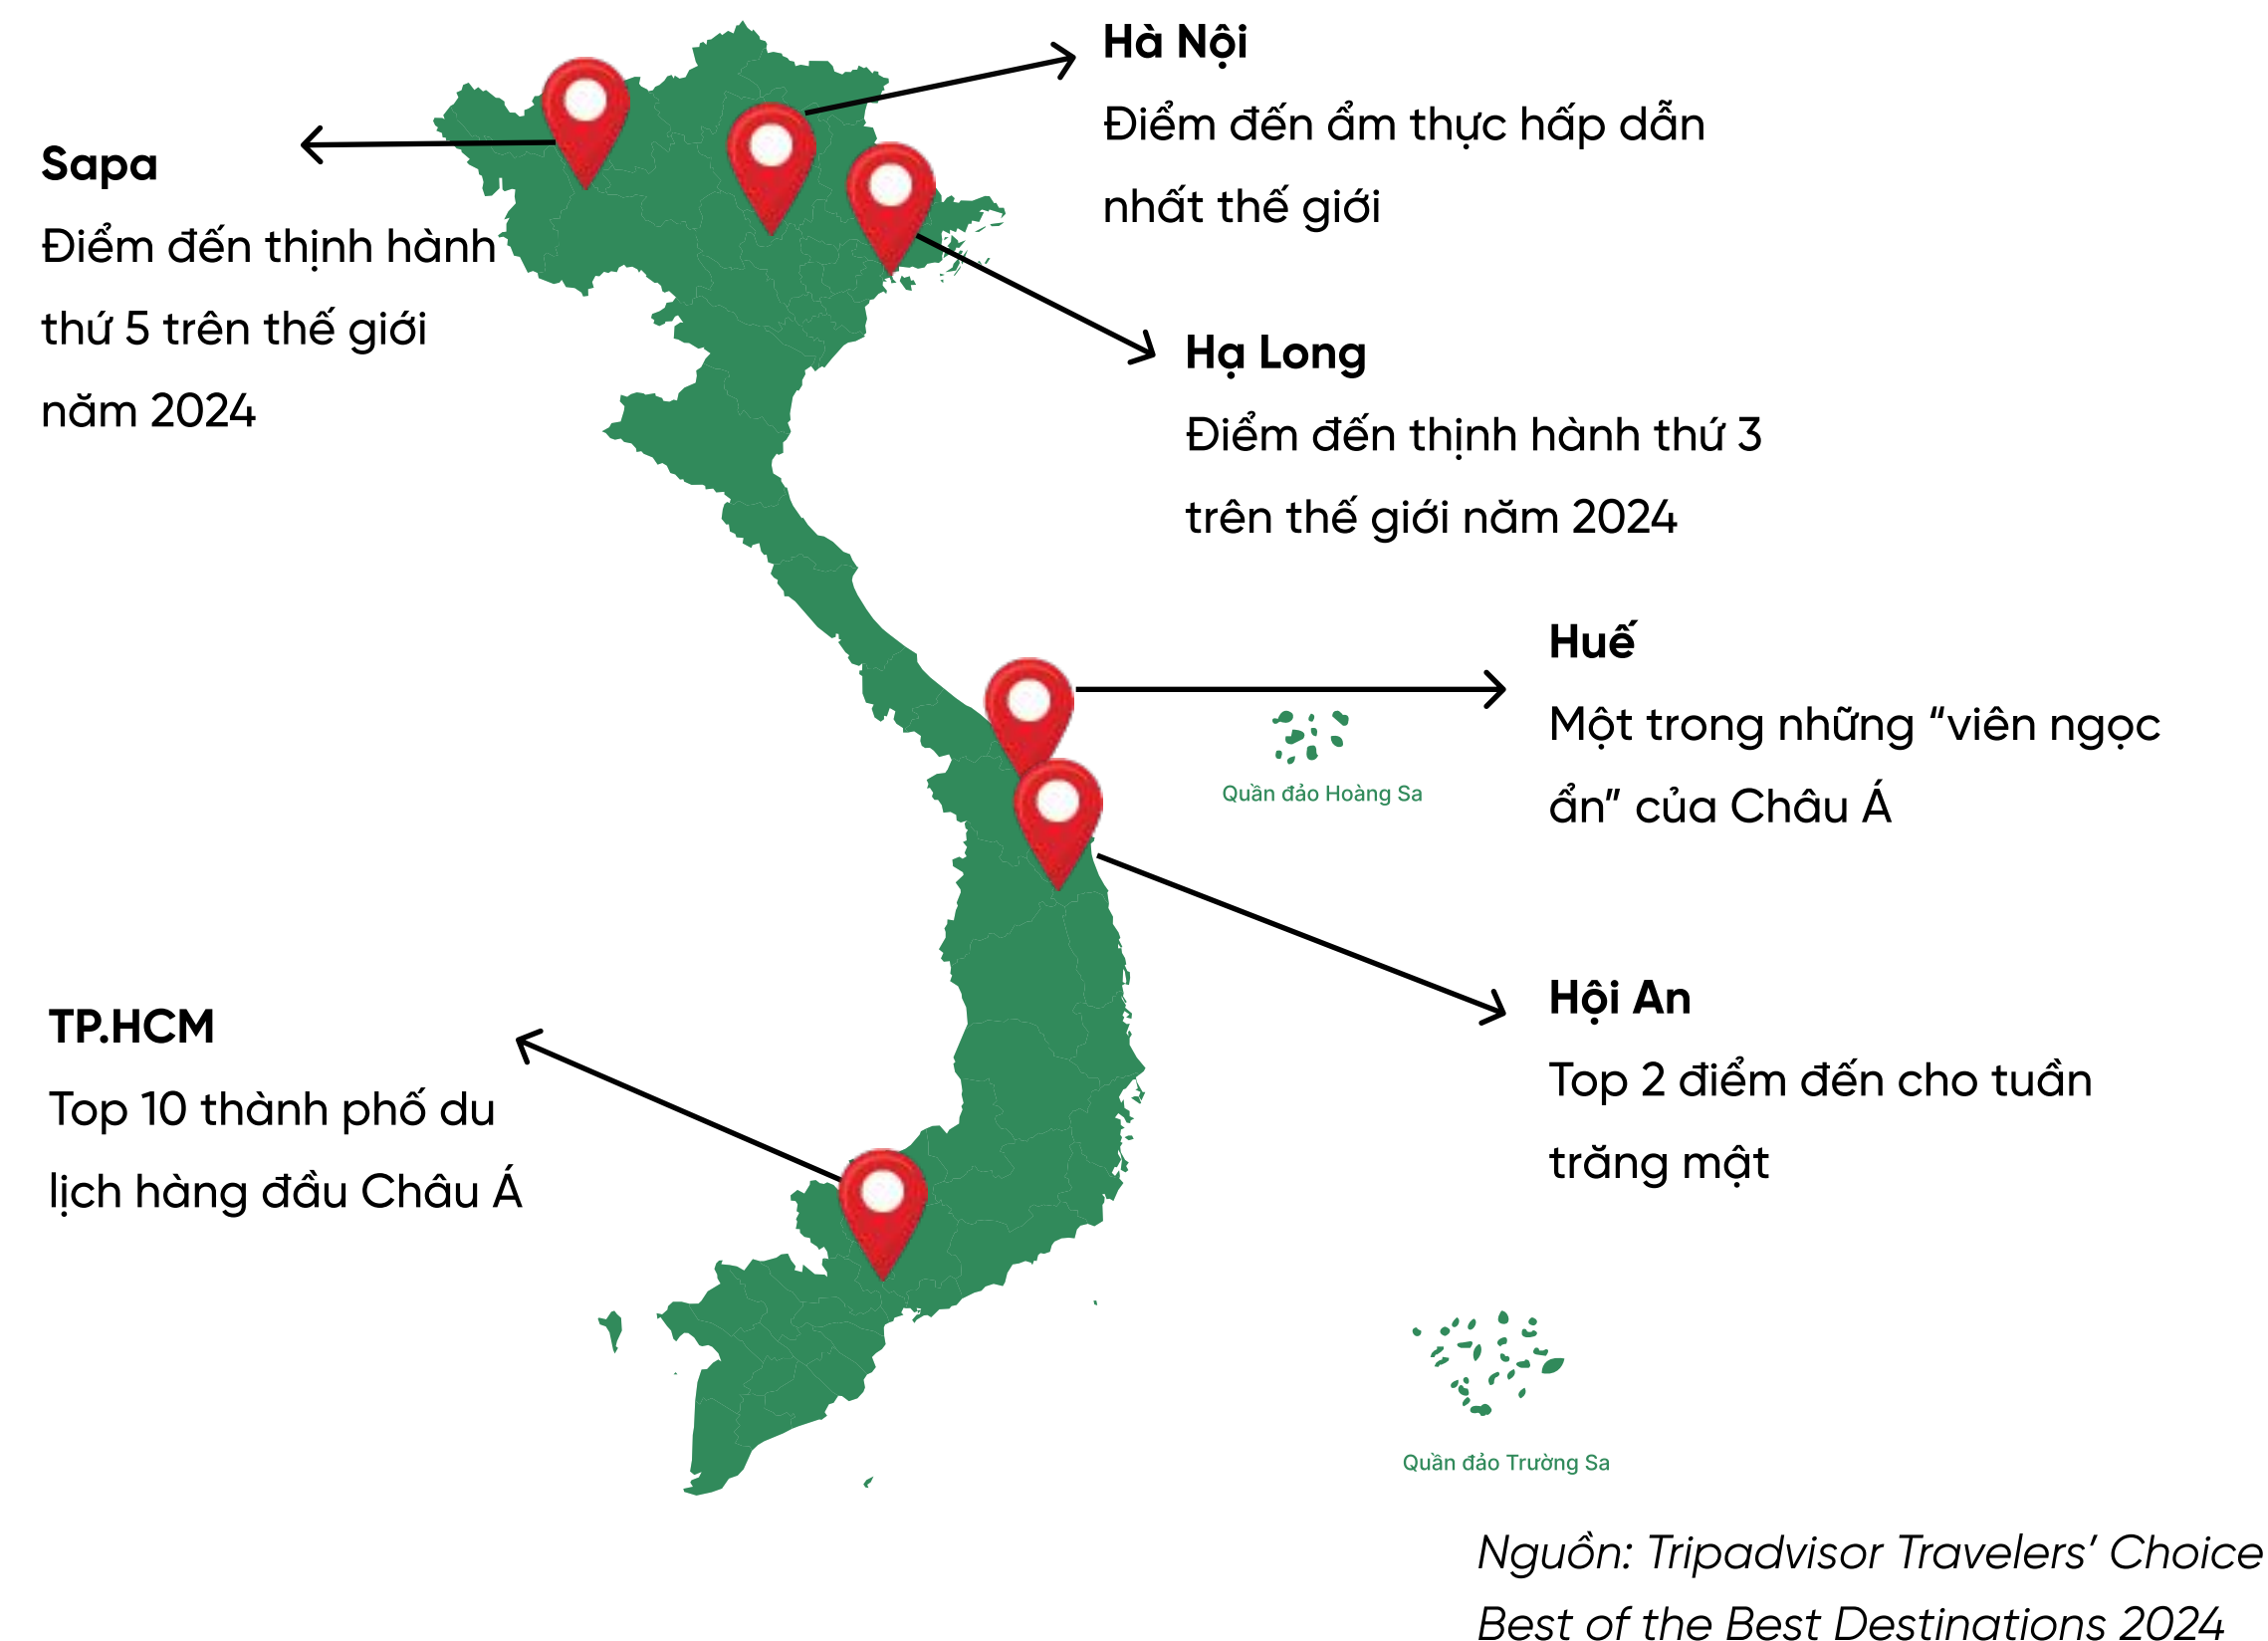 Hà Nội
Điểm đến ẩm thực hấp dẫn
nhất thế giới
Sapa
Điểm đến thịnh hành
thứ 5 trên thế giới
năm 2024
Hạ Long
Điểm đến thịnh hành thứ 3
trên thế giới năm 2024
Huế
Một trong những “viên ngọc
ẩn” của Châu Á
Quần đảo Hoàng Sa
Hội An
Top 2 điểm đến cho tuần
trăng mật
TP.HCM
Top 10 thành phố du
lịch hàng đầu Châu Á
Quần đảo Trường Sa
Nguồn: Tripadvisor Travelers’ Choice
Best of the Best Destinations 2024